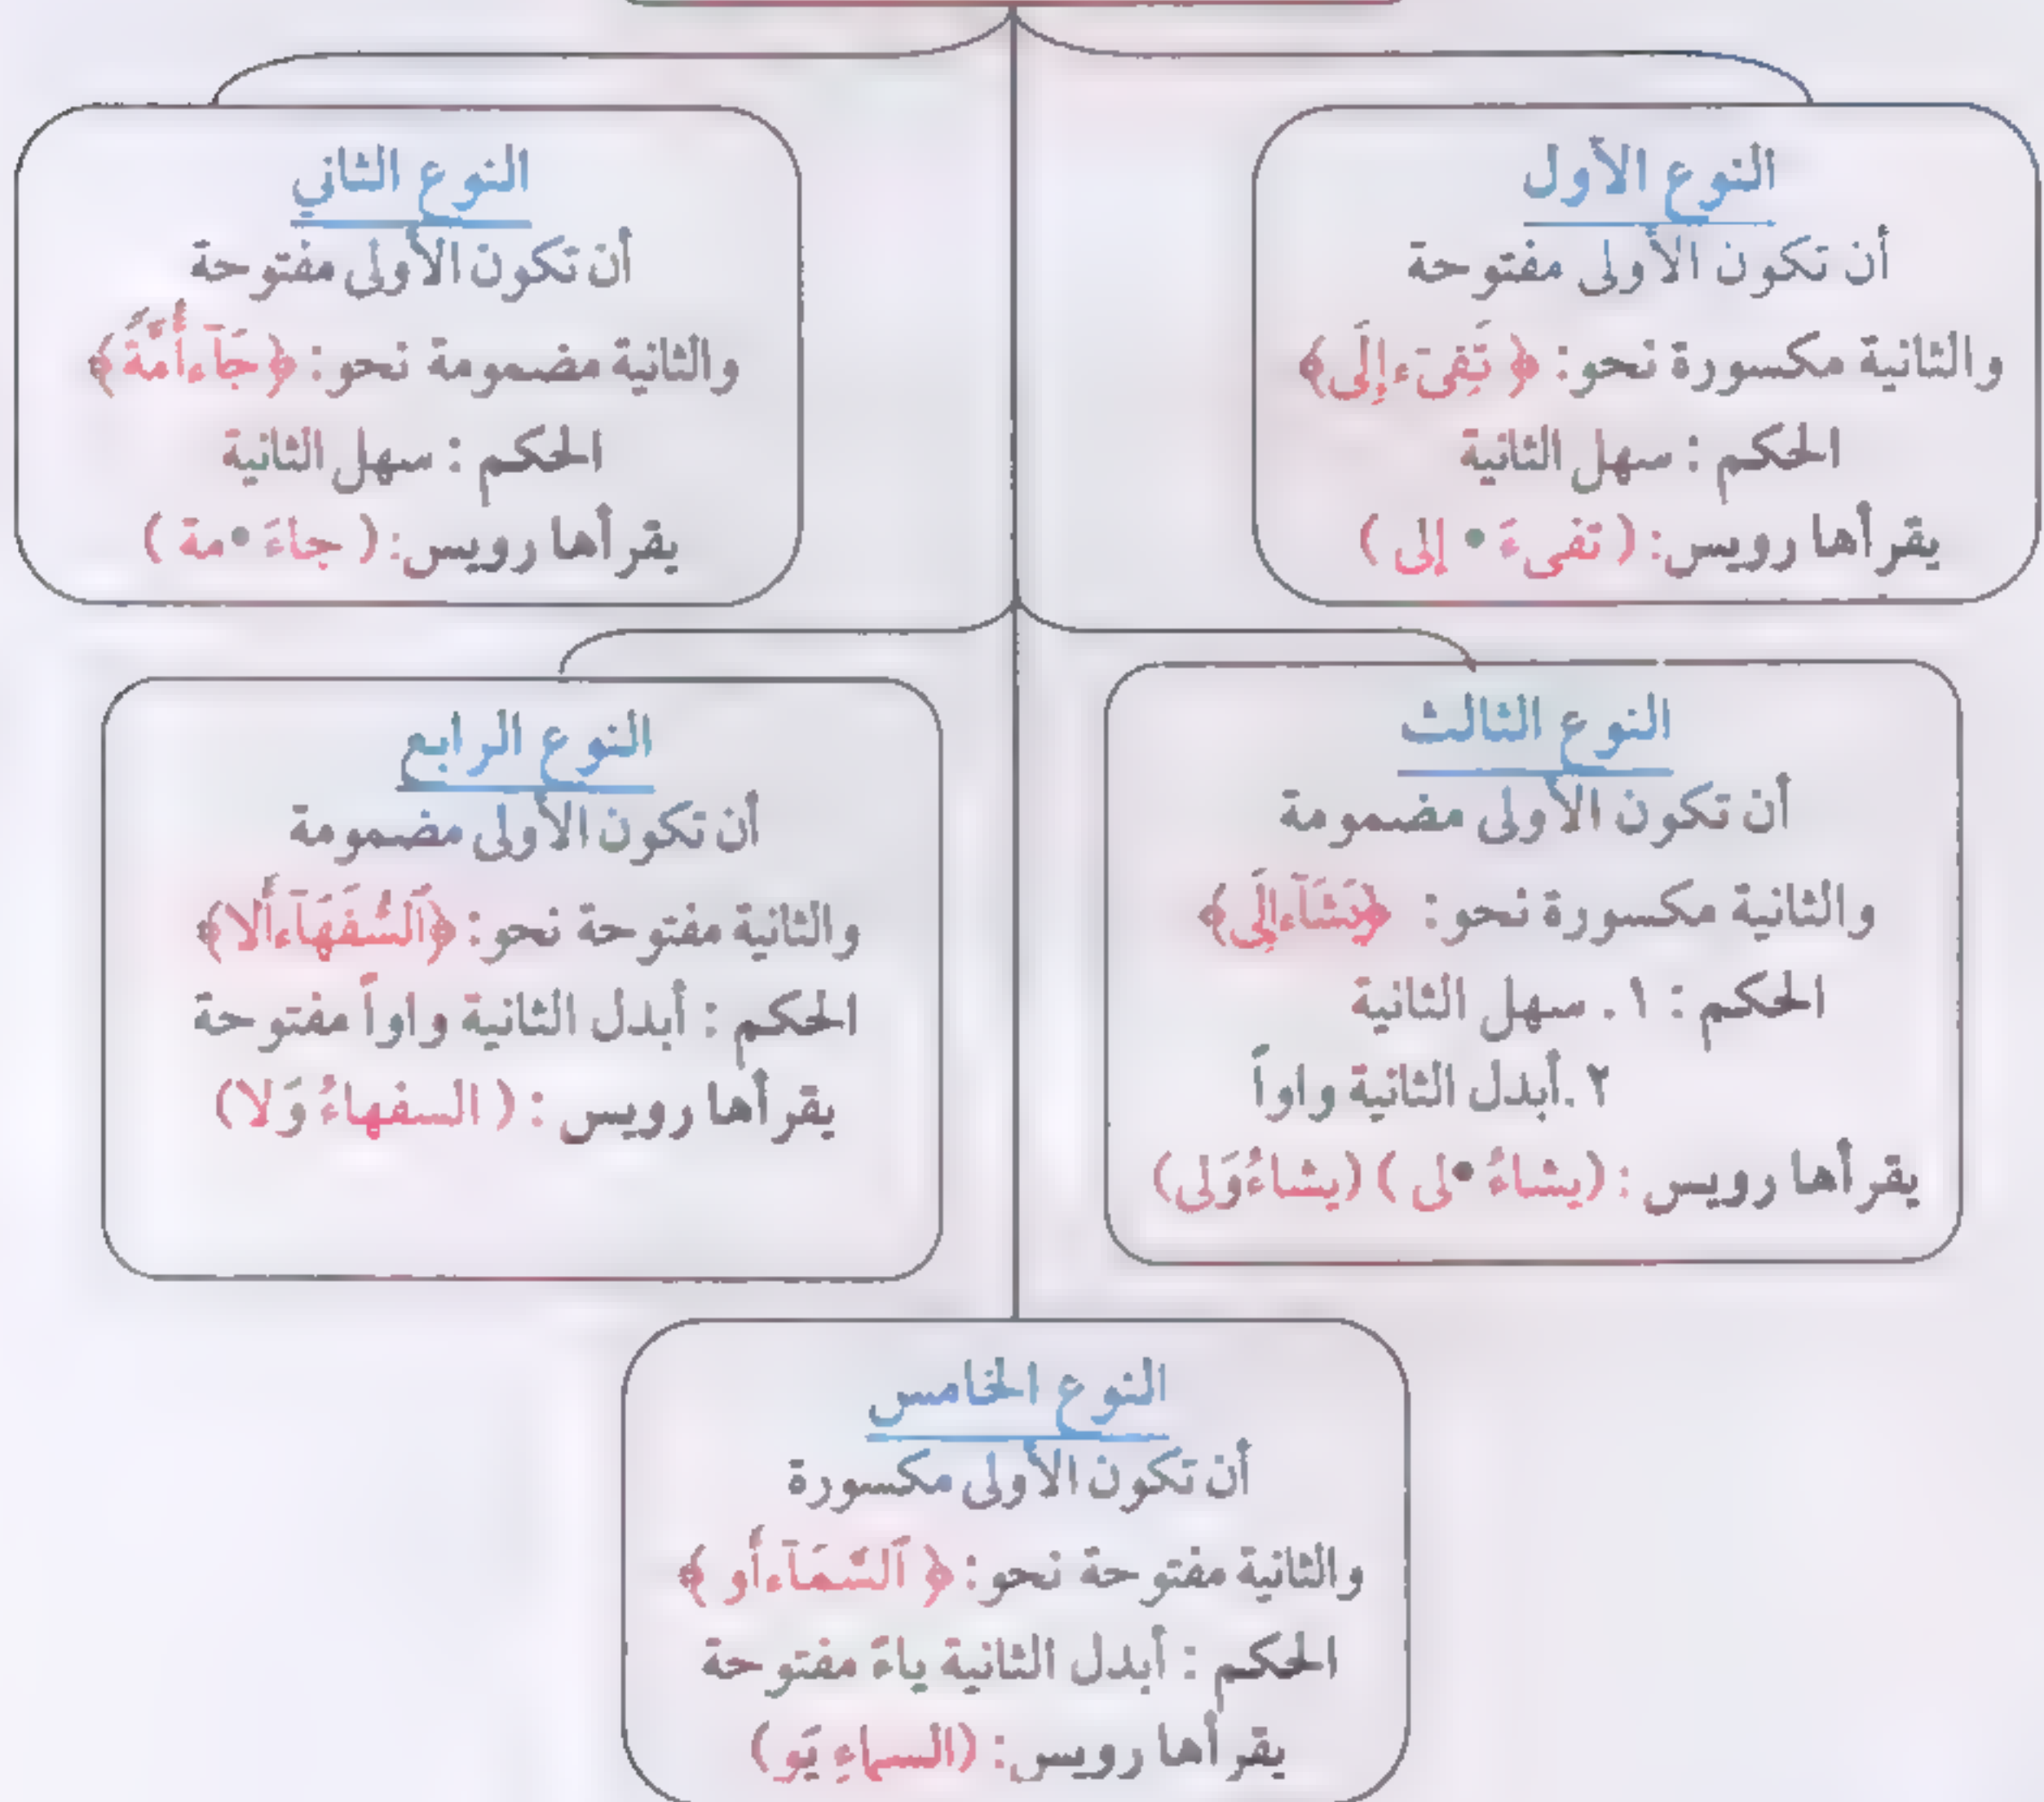 النوع الأول
أن تكون الأولى مفتوحة
والثانية مكسورة نحو: ﴿ تَفِىٓءَ إِلَىٰ﴾
الحكم : سهل الثانية
يقرأها رويس: ( تفىءَ • إلى )
النوع الثاني
أن تكون الأولى مفتوحة
والثانية مضمومة نحو: ﴿جَآءَأُمَّةً﴾
الحكم : سهل الثانية
يقرأها رويس: ( جاءَ •مة )
النوع الثالث
أن تكون الأولى مضمومة
والثانية مكسورة نحو: ﴿يَشَآءُإِلَىٰ﴾
الحكم : ١. سهل الثانية
٢.أبدل الثانية واواً
يقرأها رويس : (يشاءُ •لى ) (يشاءُوَلى)
النوع الرابع
أن تكون الأولى مضمومة
والثانية مفتوحة نحو: ﴿ٱلسُّفَهَآءُأَلَا﴾
الحكم : أبدل الثانية واواً مفتوحة
يقرأها رويس : ( السفهاءُ وَلا)
النوع الخامس
أن تكون الأولى مكسورة
والثانية مفتوحة نحو: ﴿ ٱلسَّمَآءِأَو ﴾
الحكم : أبدل الثانية ياءً مفتوحة
يقرأها رويس: (السماءِ يَو)